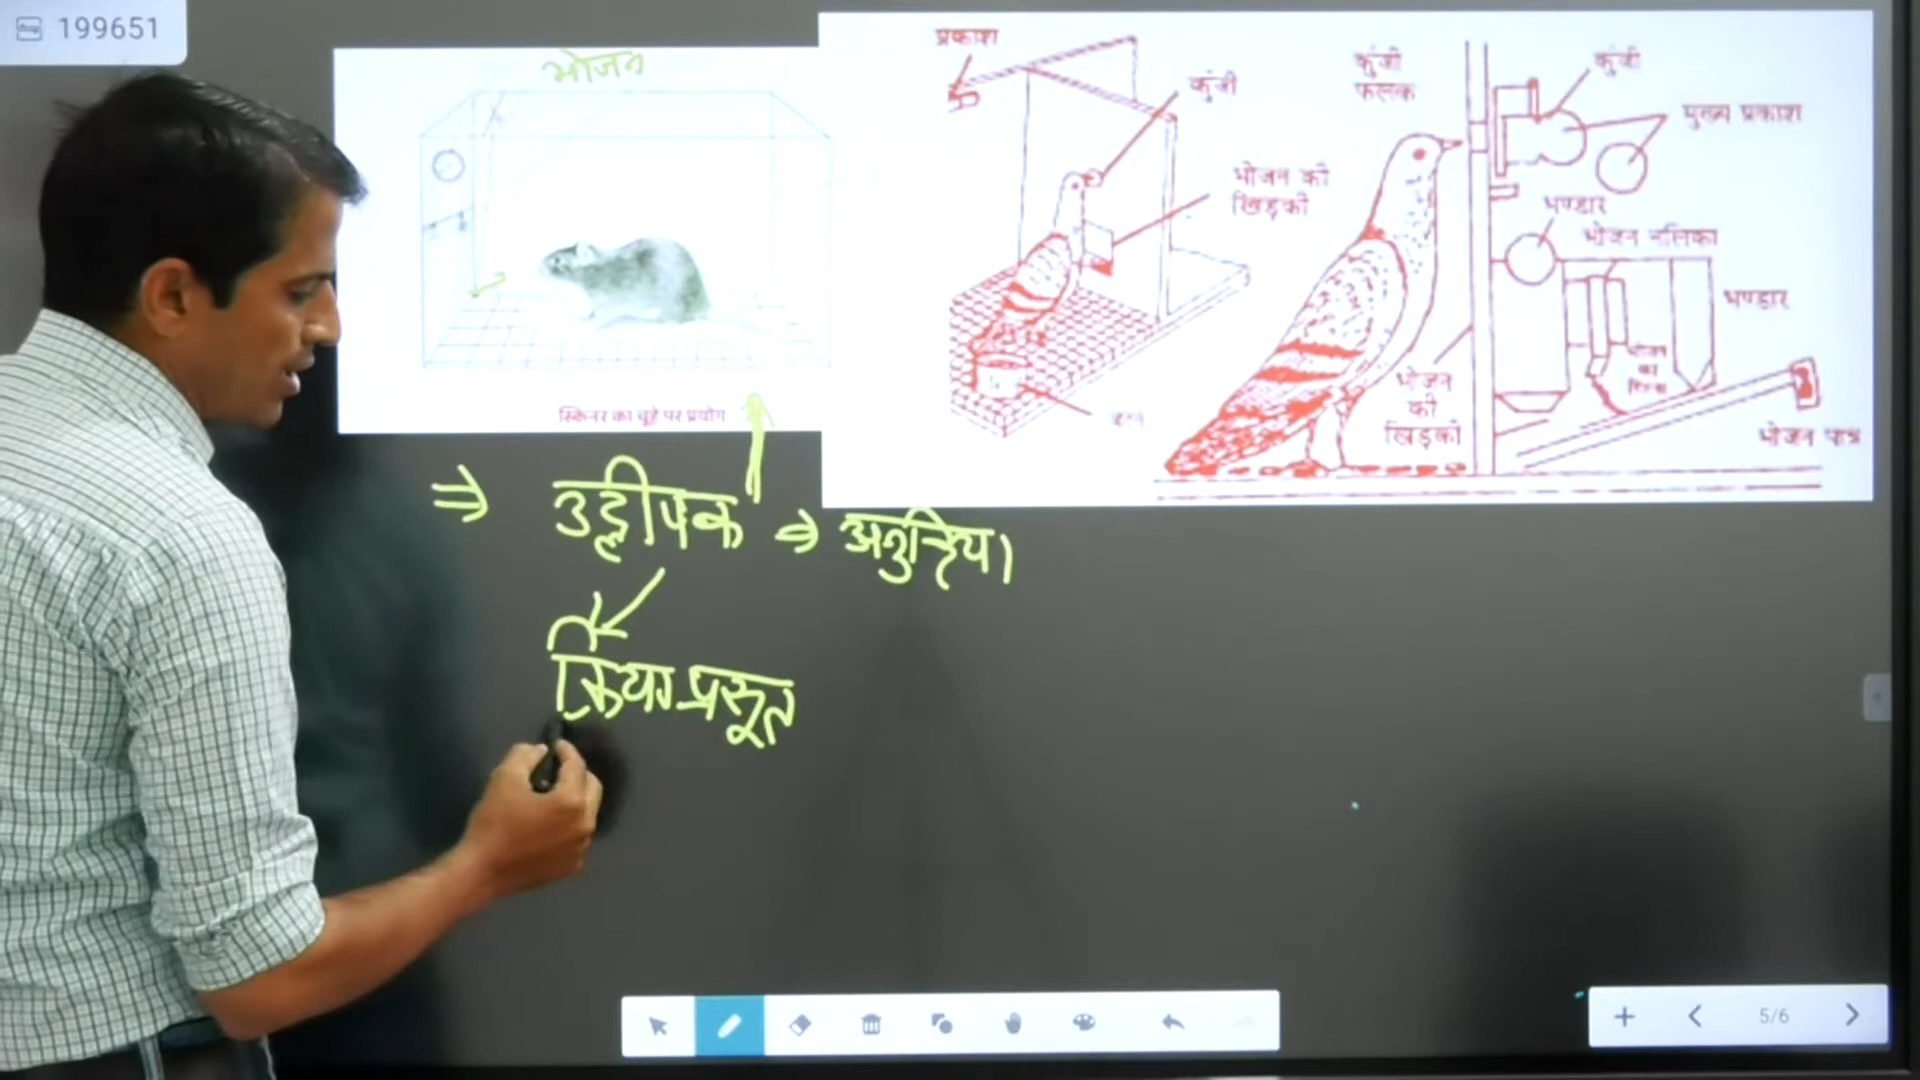 199651
भोजन
स्किनर का चूहे पर प्रयोग
प्रकाश
कुंजी
भोजन की
खिड़की
कुंजी
फलक
कुंजी
मुख्य प्रकाश
भण्डार
भोजन नलिका
भण्डार
भोजन
की
खिड़की
भोजन पात्र
⇒ उद्दीपक ⇒ अनुक्रिया
क्रिया-प्रसूत
5/6